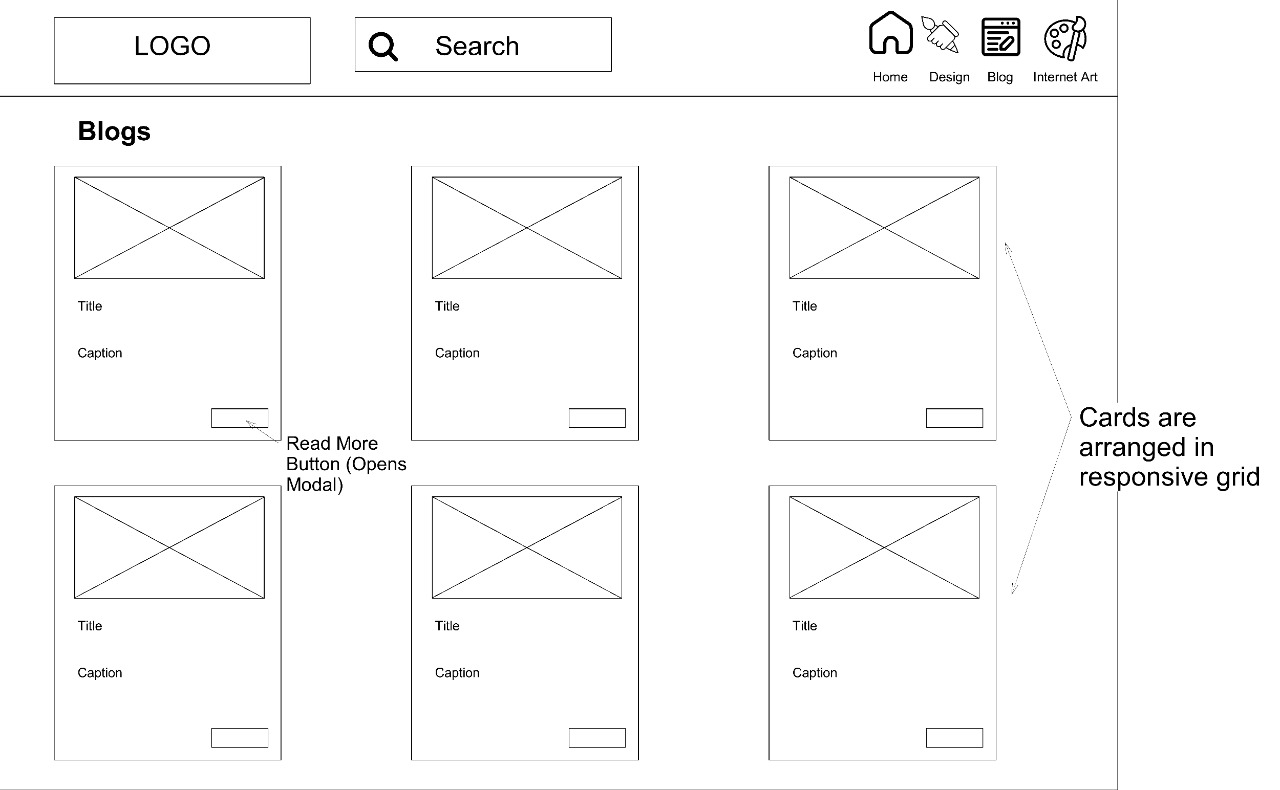 LOGO
Search
Home
Design
Blog
Internet Art
Blogs
Title
Title
Title
Caption
Caption
Caption
Read More
Button (Opens
Modal)
Cards are
arranged in
responsive grid
Title
Title
Title
Caption
Caption
Caption